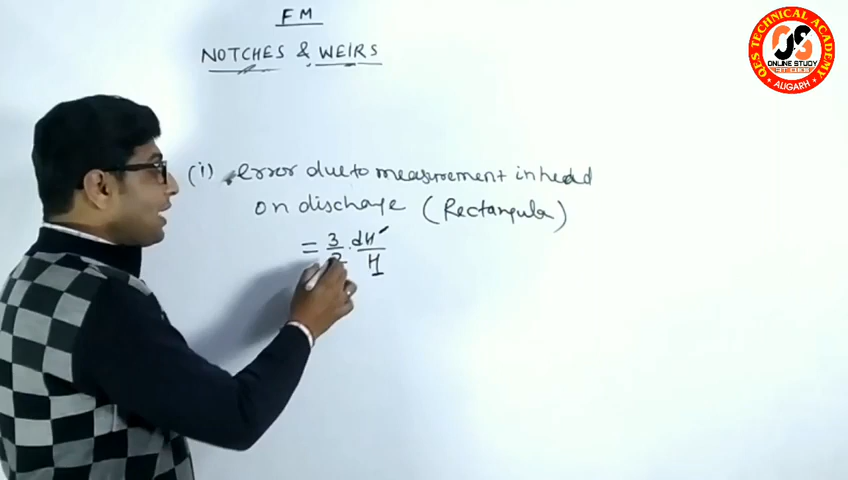 FM
NOTCHES & WEIRS
(i) error due to measurement in head
on discharge (Rectangular)
= 3/2 . dH/H
QES TECHNICAL ACADEMY
ONLINE STUDY
ALIGARH